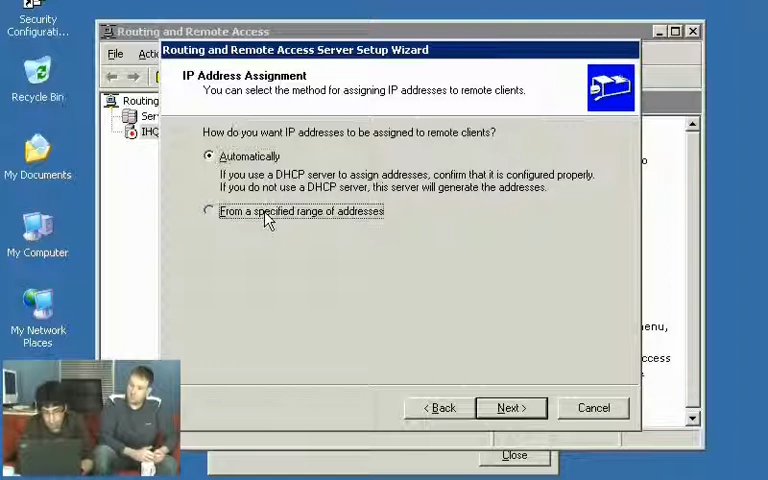 Security
Configurati...
Recycle Bin
My Documents
My Computer
My Network
Places
Routing and Remote Access
File
Routing and Remote Access Server Setup Wizard
IP Address Assignment
You can select the method for assigning IP addresses to remote clients.
How do you want IP addresses to be assigned to remote clients?
Automatically
If you use a DHCP server to assign addresses, confirm that it is configured properly.
If you do not use a DHCP server, this server will generate the addresses.
From a specified range of addresses
< Back
Next >
Cancel
Close